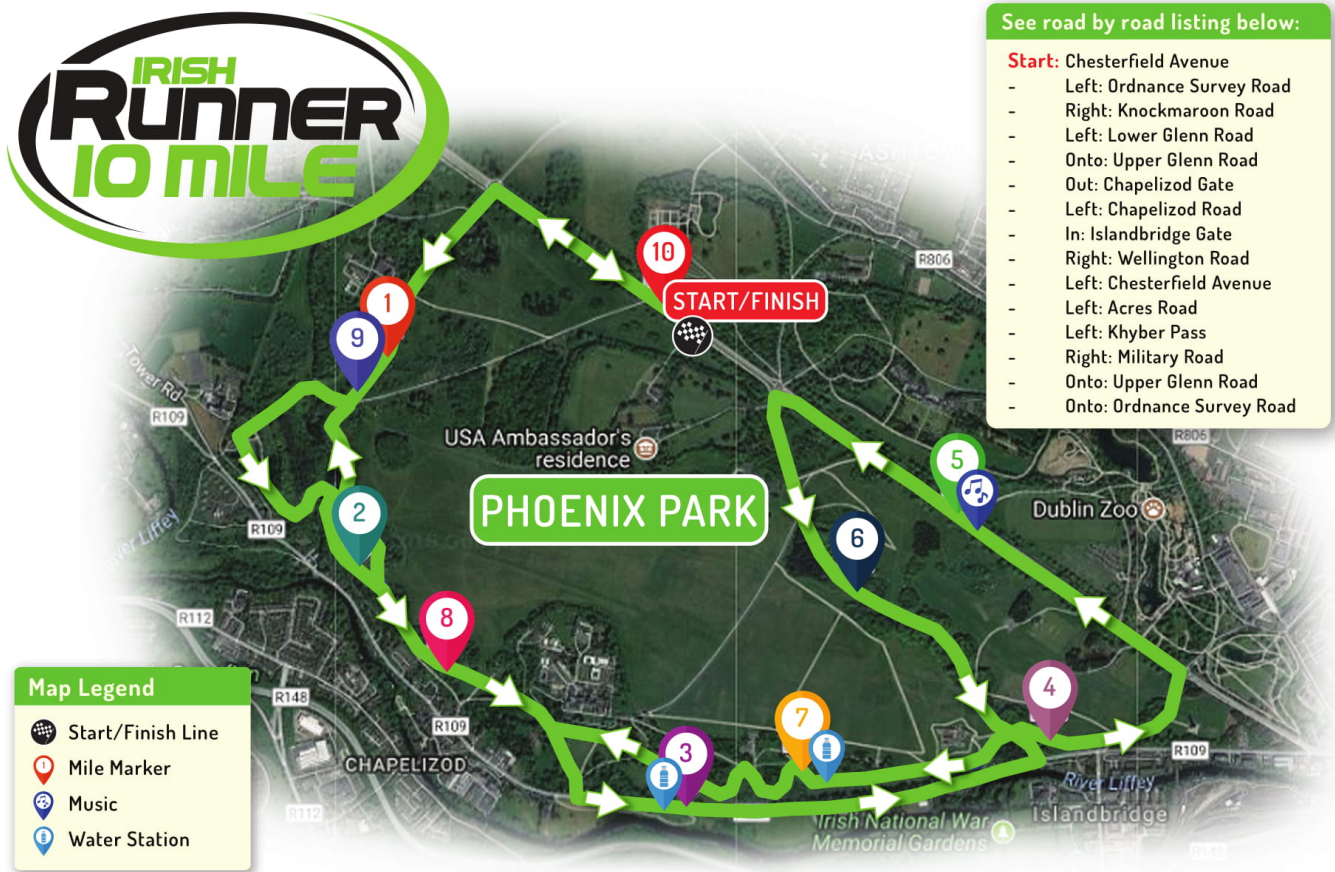 IRISH
RUNNER
10 MILE
See road by road listing below:
Start: Chesterfield Avenue
- Left: Ordnance Survey Road
- Right: Knockmaroon Road
- Left: Lower Glenn Road
- Onto: Upper Glenn Road
- Out: Chapelizod Gate
- Left: Chapelizod Road
- In: Islandbridge Gate
- Right: Wellington Road
- Left: Chesterfield Avenue
- Left: Acres Road
- Left: Khyber Pass
- Right: Military Road
- Onto: Upper Glenn Road
- Onto: Ordnance Survey Road
R806
10
START/FINISH
1
9
Tower Rd
R109
USA Ambassador's
residence
R806
5
PHOENIX PARK
Dublin Zoo
2
R109
6
R112
8
4
R148
R109
7
3
R109
CHAPELIZOD
River Liffey
R112
Islandbridge
Irish National War
Memorial Gardens
R148
Map Legend
Start/Finish Line
1
Mile Marker
Music
Water Station